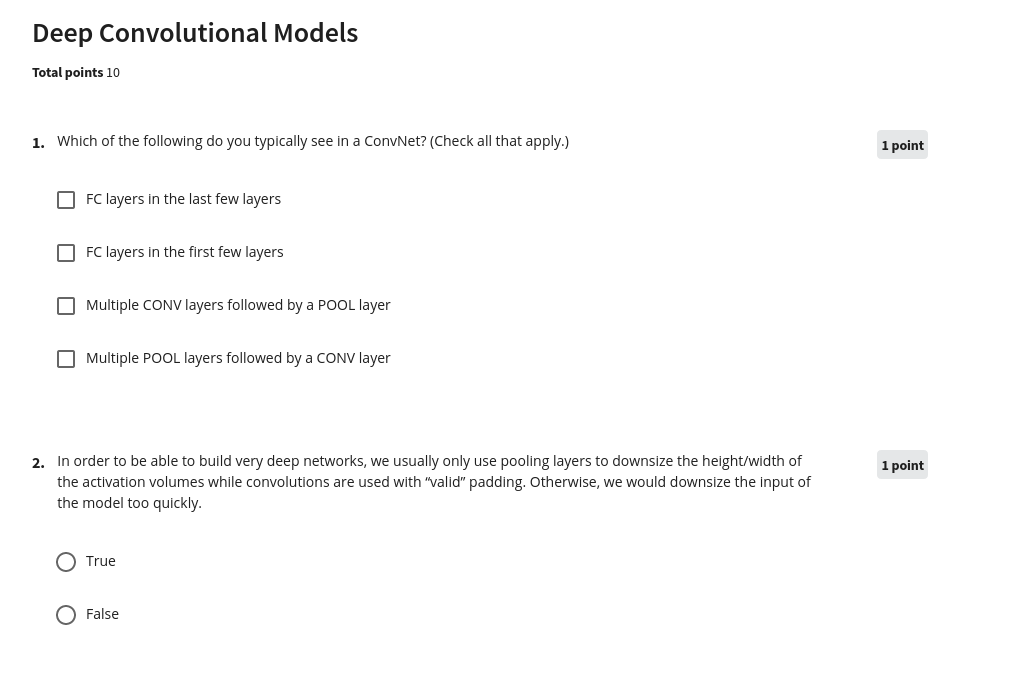 Deep Convolutional Models
Total points 10
1. Which of the following do you typically see in a ConvNet? (Check all that apply.) 1 point
FC layers in the last few layers
FC layers in the first few layers
Multiple CONV layers followed by a POOL layer
Multiple POOL layers followed by a CONV layer
2. In order to be able to build very deep networks, we usually only use pooling layers to downsize the height/width of 1 point
the activation volumes while convolutions are used with “valid” padding. Otherwise, we would downsize the input of
the model too quickly.
True
False